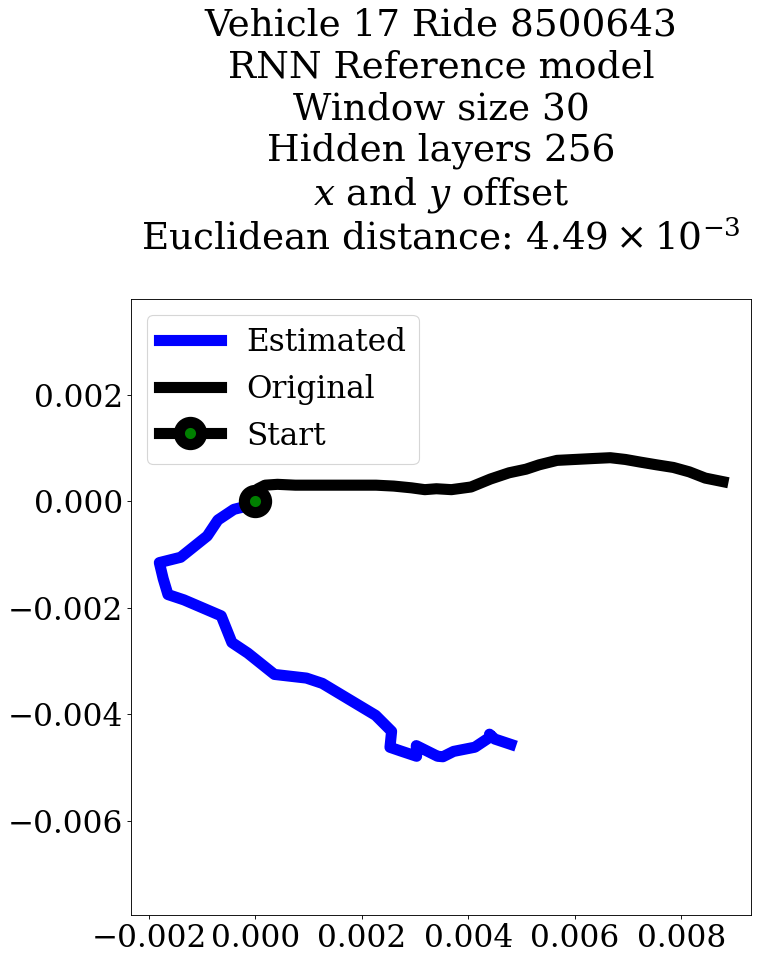 Vehicle 17 Ride 8500643
RNN Reference model
Window size 30
Hidden layers 256
x and y offset
Euclidean distance: 4.49 × 10⁻³
Estimated
Original
Start
0.002
0.000
−0.002
−0.004
−0.006
−0.002 0.000 0.002 0.004 0.006 0.008